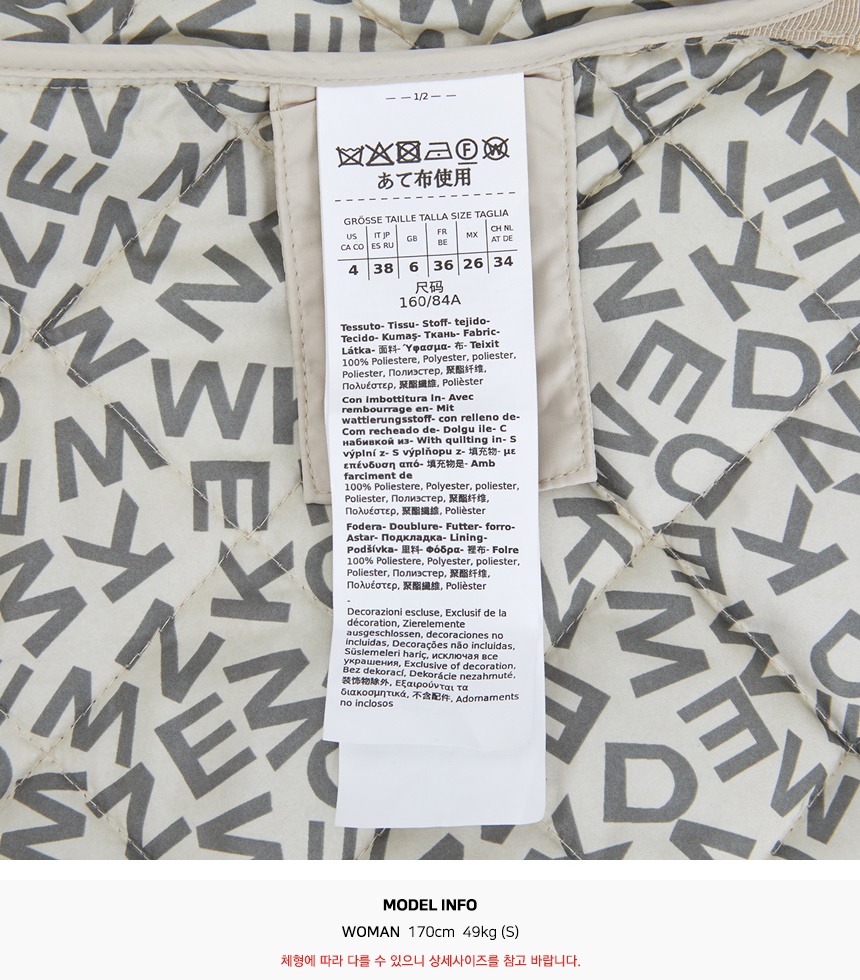 — — 1/2 — —
F W
あて布使用
GRÖSSE TAILLE TALLA SIZE TAGLIA
US CA CO IT JP ES RU GB FR BE MX CH NL AT DE
4 38 6 36 26 34
尺码
160/84A
Tessuto- Tissu- Stoff- tejido-
Tecido- Kumaş- Ткань- Fabric-
Látka- 面料- Ύφασμα- 布- Teixit
100% Poliestere, Polyester, poliester,
Poliester, Полиэстер, 聚酯纤维,
Πολυέστερ, 聚酯纖維, Polièster
Con imbottitura in- Avec
rembourrage en- Mit
wattierungsstoff- con relleno de-
Com recheado de- Dolgu ile- С
набивкой из- With quilting in- S
výplní z- S výplňou z- 填充物- με
επένδυση από- 填充物是- Amb
farciment de
100% Poliestere, Polyester, poliester,
Poliester, Полиэстер, 聚酯纤维,
Πολυέστερ, 聚酯纖維, Polièster
Fodera- Doublure- Futter- forro-
Astar- Подкладка- Lining-
Podšívka- 里料- Φόδρα- 裡布- Folre
100% Poliestere, Polyester, poliester,
Poliester, Полиэстер, 聚酯纤维,
Πολυέστερ, 聚酯纖維, Polièster
-
Decorazioni escluse, Exclusif de la
décoration, Zierelemente
ausgeschlossen, decoraciones no
incluidas, Decorações não incluidas,
Süslemeleri hariç, исключая все
украшения, Exclusive of decoration,
Bez dekorací, Dekorácie nezahrnuté,
装饰物除外, Εξαιρούνται τα
διακοσμητικά, 不含配件, Adornaments
no inclosos
MODEL INFO
WOMAN 170cm 49kg (S)
체형에 따라 다를 수 있으니 상세사이즈를 참고 바랍니다.